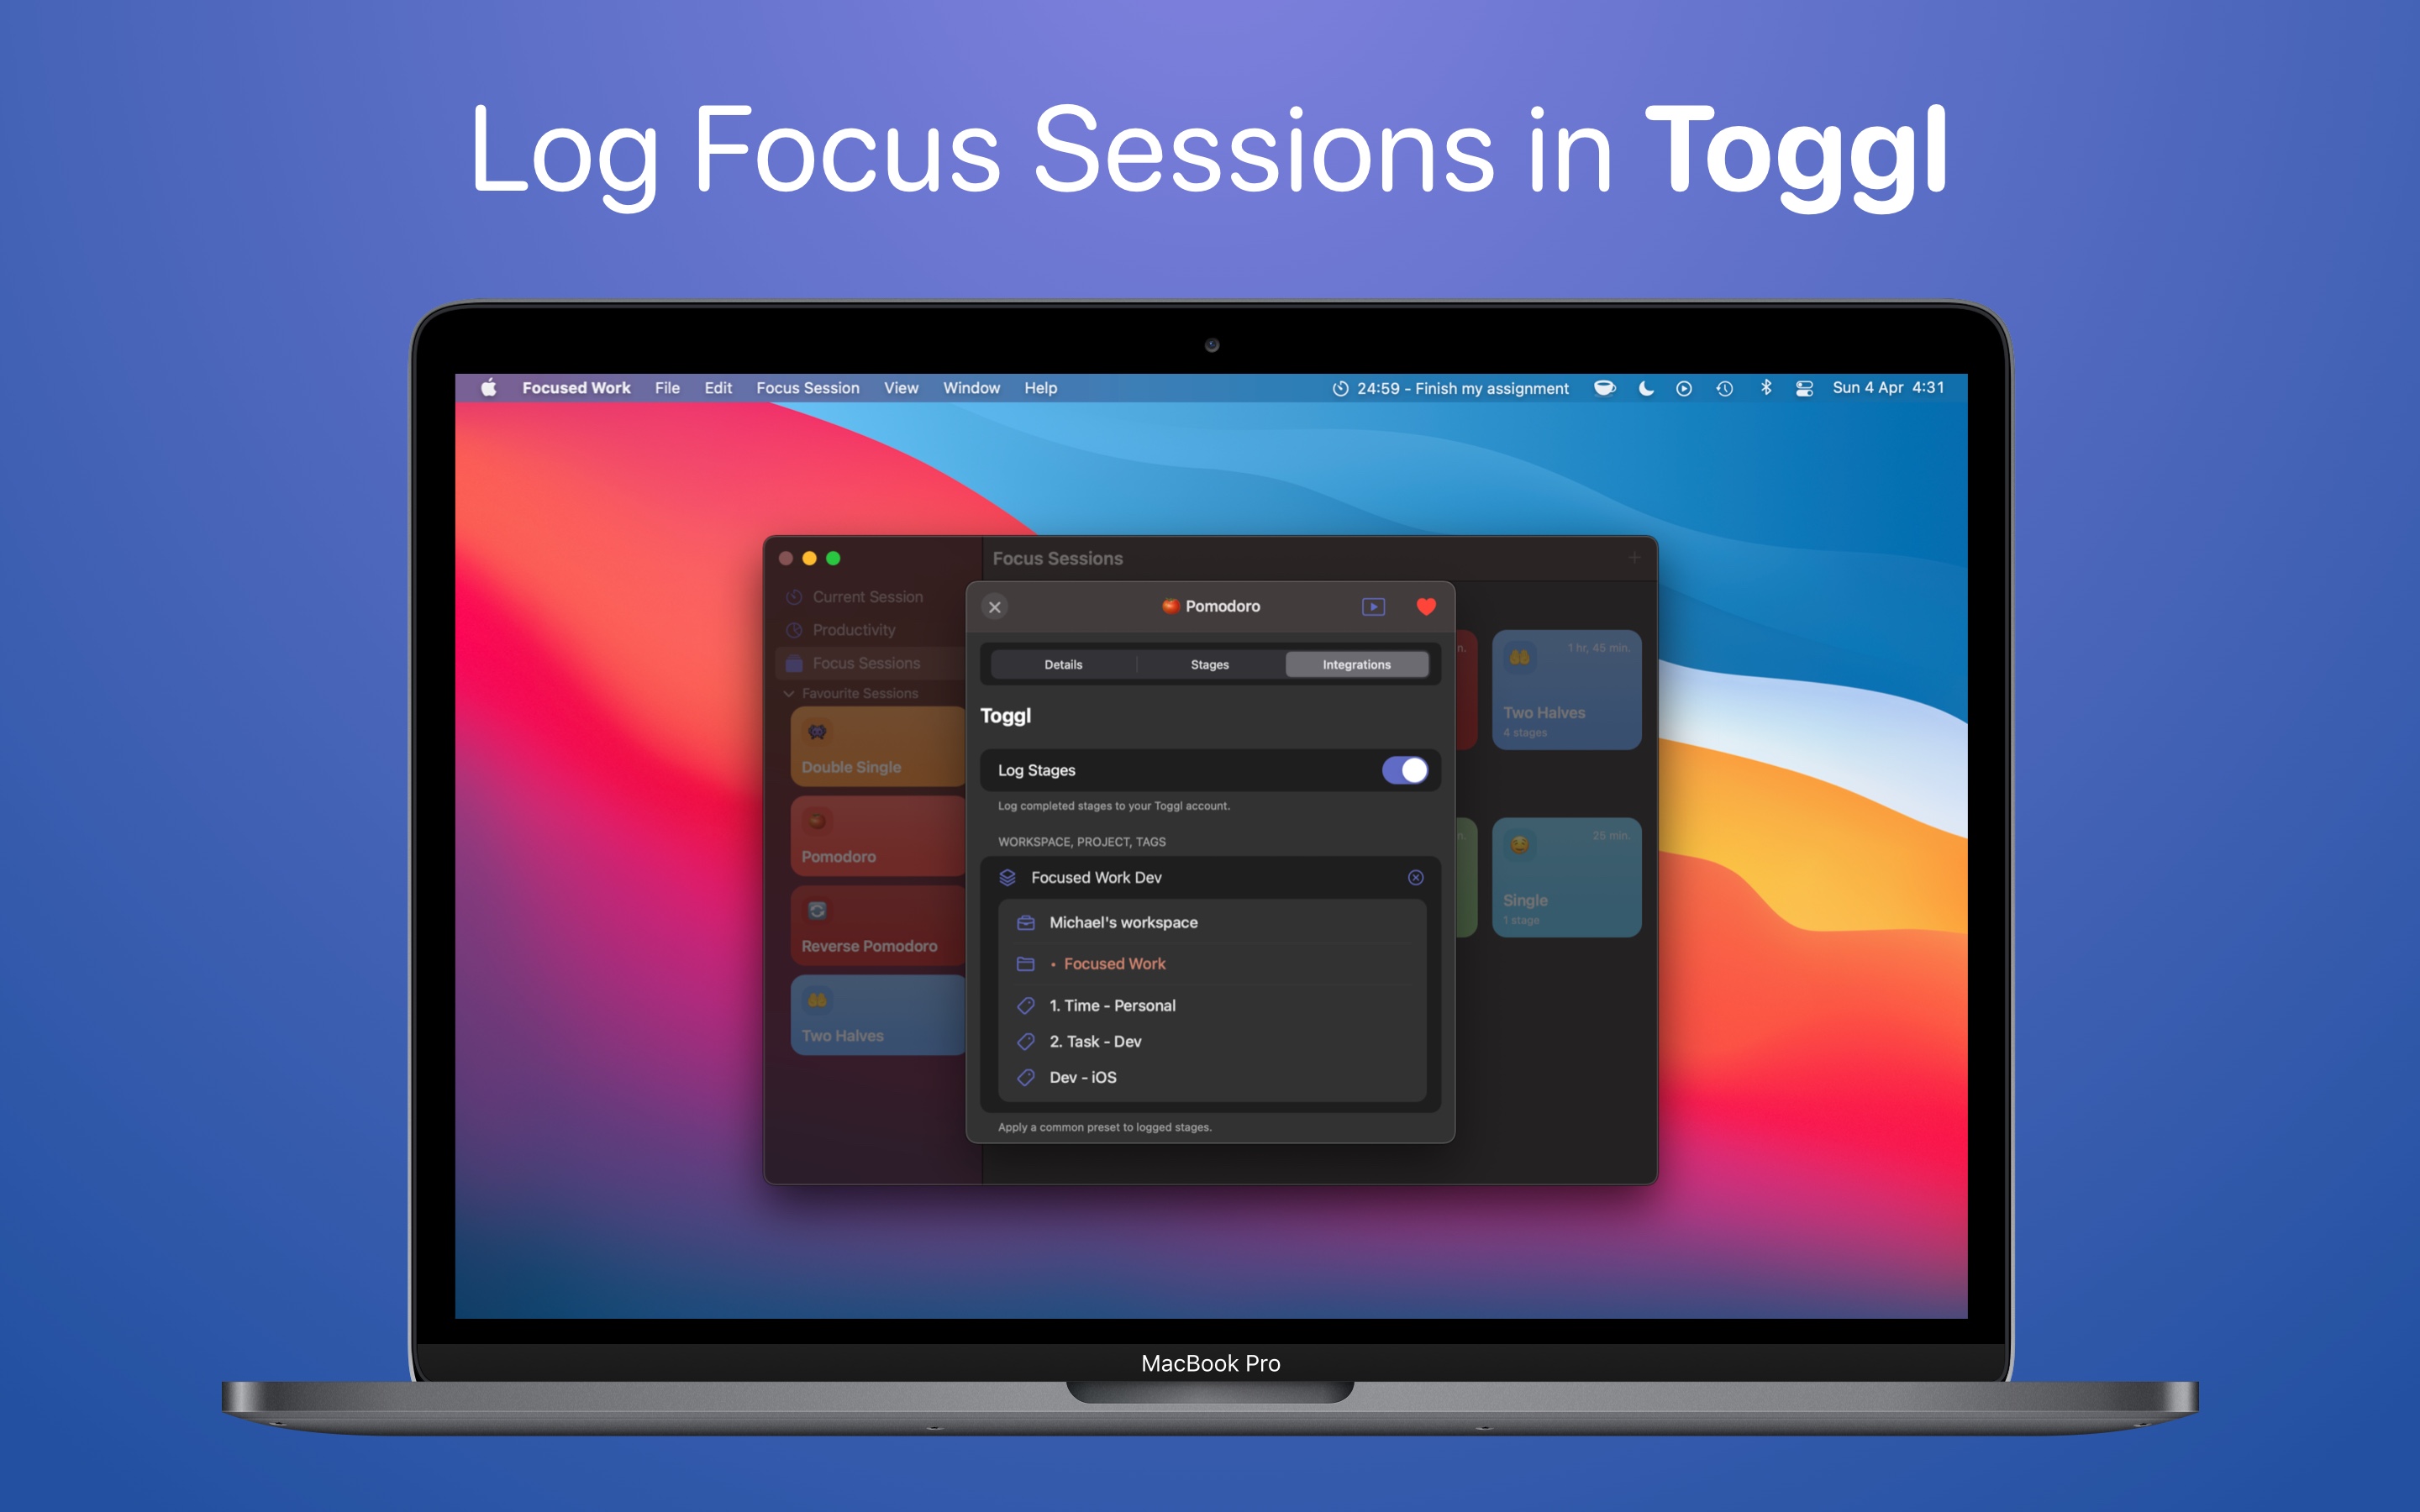 Log Focus Sessions in Toggl
Focused Work File Edit Focus Session View Window Help 24:59 - Finish my assignment Sun 4 Apr 4:31
Focus Sessions
Current Session
Productivity
Focus Sessions
Favourite Sessions
Double Single
Pomodoro
Reverse Pomodoro
Two Halves
Pomodoro
Details Stages Integrations
Toggl
Log Stages
Log completed stages to your Toggl account.
WORKSPACE, PROJECT, TAGS
Focused Work Dev
Michael's workspace
• Focused Work
1. Time - Personal
2. Task - Dev
Dev - iOS
Apply a common preset to logged stages.
n.
1 hr, 45 min.
Two Halves
4 stages
n.
25 min.
Single
1 stage
MacBook Pro